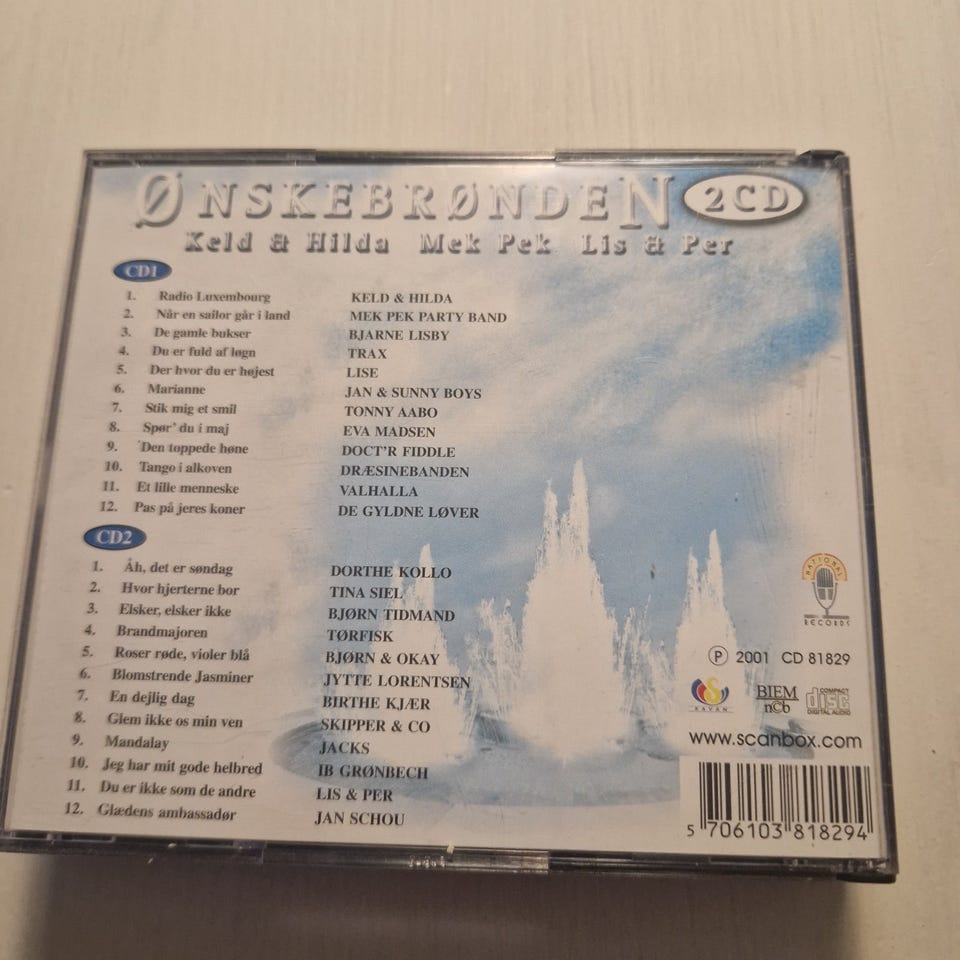 ØNSKEBRØNDEN 2CD
Keld & Hilda Mek Pek Lis & Per
CD1
1. Radio Luxembourg KELD & HILDA
2. Når en sailor går i land MEK PEK PARTY BAND
3. De gamle bukser BJARNE LISBY
4. Du er fuld af løgn TRAX
5. Der hvor du er højest LISE
6. Marianne JAN & SUNNY BOYS
7. Stik mig et smil TONNY AABO
8. Spør' du i maj EVA MADSEN
9. Den toppede høne DOCT'R FIDDLE
10. Tango i alkoven DRÆSINEBANDEN
11. Et lille menneske VALHALLA
12. Pas på jeres koner DE GYLDNE LØVER
CD2
1. Åh, det er søndag DORTHE KOLLO
2. Hvor hjerterne bor TINA SIEL
3. Elsker, elsker ikke BJØRN TIDMAND
4. Brandmajoren TØRFISK
5. Roser røde, violer blå BJØRN & OKAY
6. Blomstrende Jasminer JYTTE LORENTSEN
7. En dejlig dag BIRTHE KJÆR
8. Glem ikke os min ven SKIPPER & CO
9. Mandalay JACKS
10. Jeg har mit gode helbred IB GRØNBECH
11. Du er ikke som de andre LIS & PER
12. Glædens ambassadør JAN SCHOU
NATIONAL
RECORDS
℗ 2001 CD 81829
KAVAN
BIEM
nCb
COMPACT
disc
DIGITAL AUDIO
www.scanbox.com
5 706103 818294